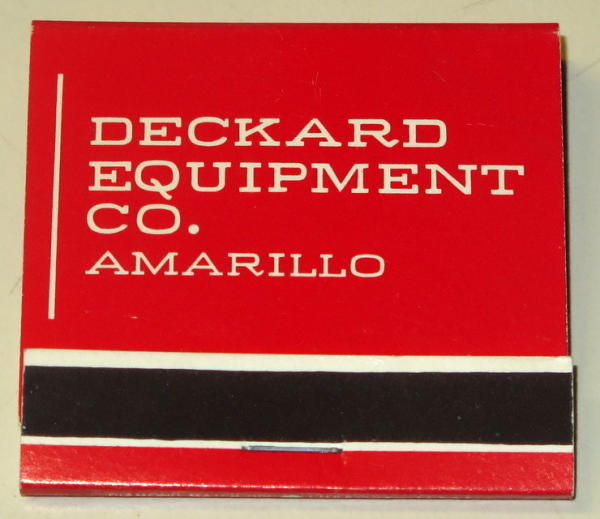 DECKARD
EQUIPMENT
CO.
AMARILLO